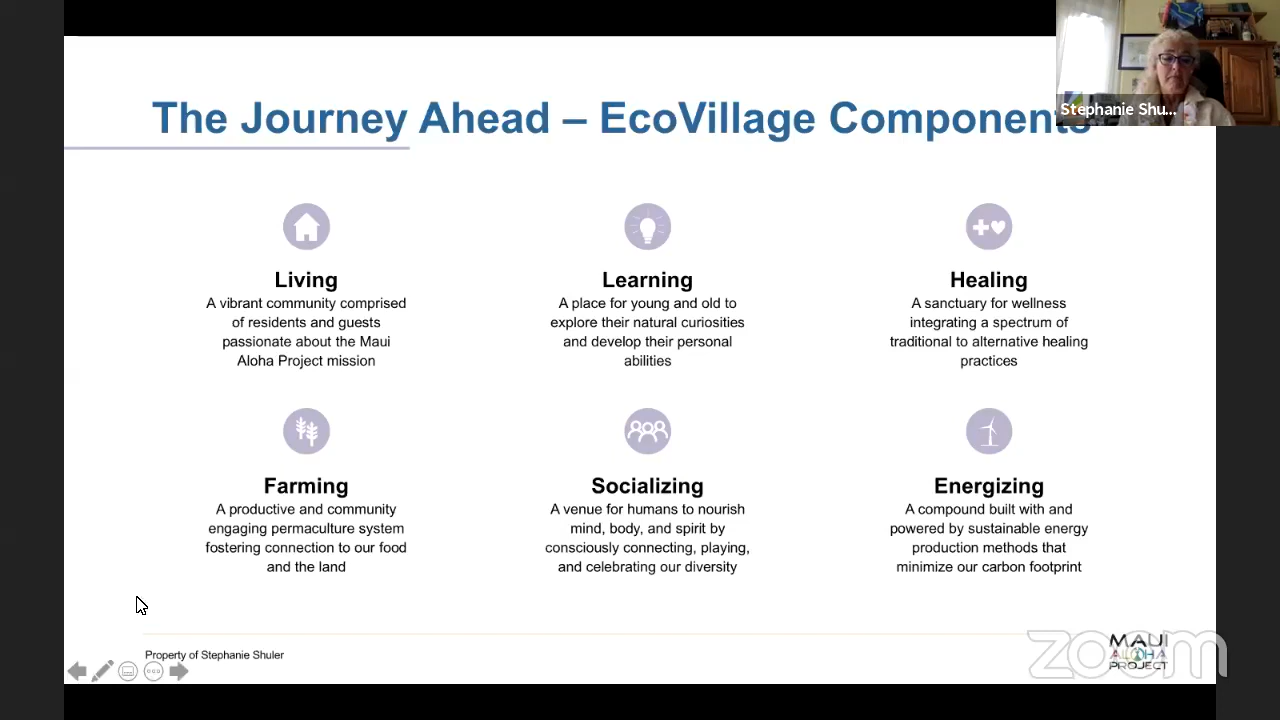 The Journey Ahead – EcoVillage Components
Stephanie Shu...
Living
A vibrant community comprised
of residents and guests
passionate about the Maui
Aloha Project mission
Learning
A place for young and old to
explore their natural curiosities
and develop their personal
abilities
Healing
A sanctuary for wellness
integrating a spectrum of
traditional to alternative healing
practices
Farming
A productive and community
engaging permaculture system
fostering connection to our food
and the land
Socializing
A venue for humans to nourish
mind, body, and spirit by
consciously connecting, playing,
and celebrating our diversity
Energizing
A compound built with and
powered by sustainable energy
production methods that
minimize our carbon footprint
Property of Stephanie Shuler
MAUI
ALOHA
PROJECT
zoom